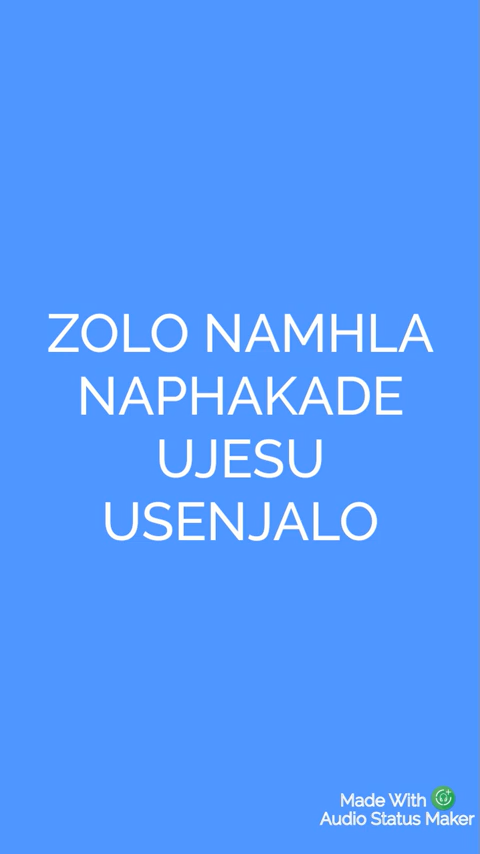 ZOLO NAMHLA
NAPHAKADE
UJESU
USENJALO
Made With
Audio Status Maker